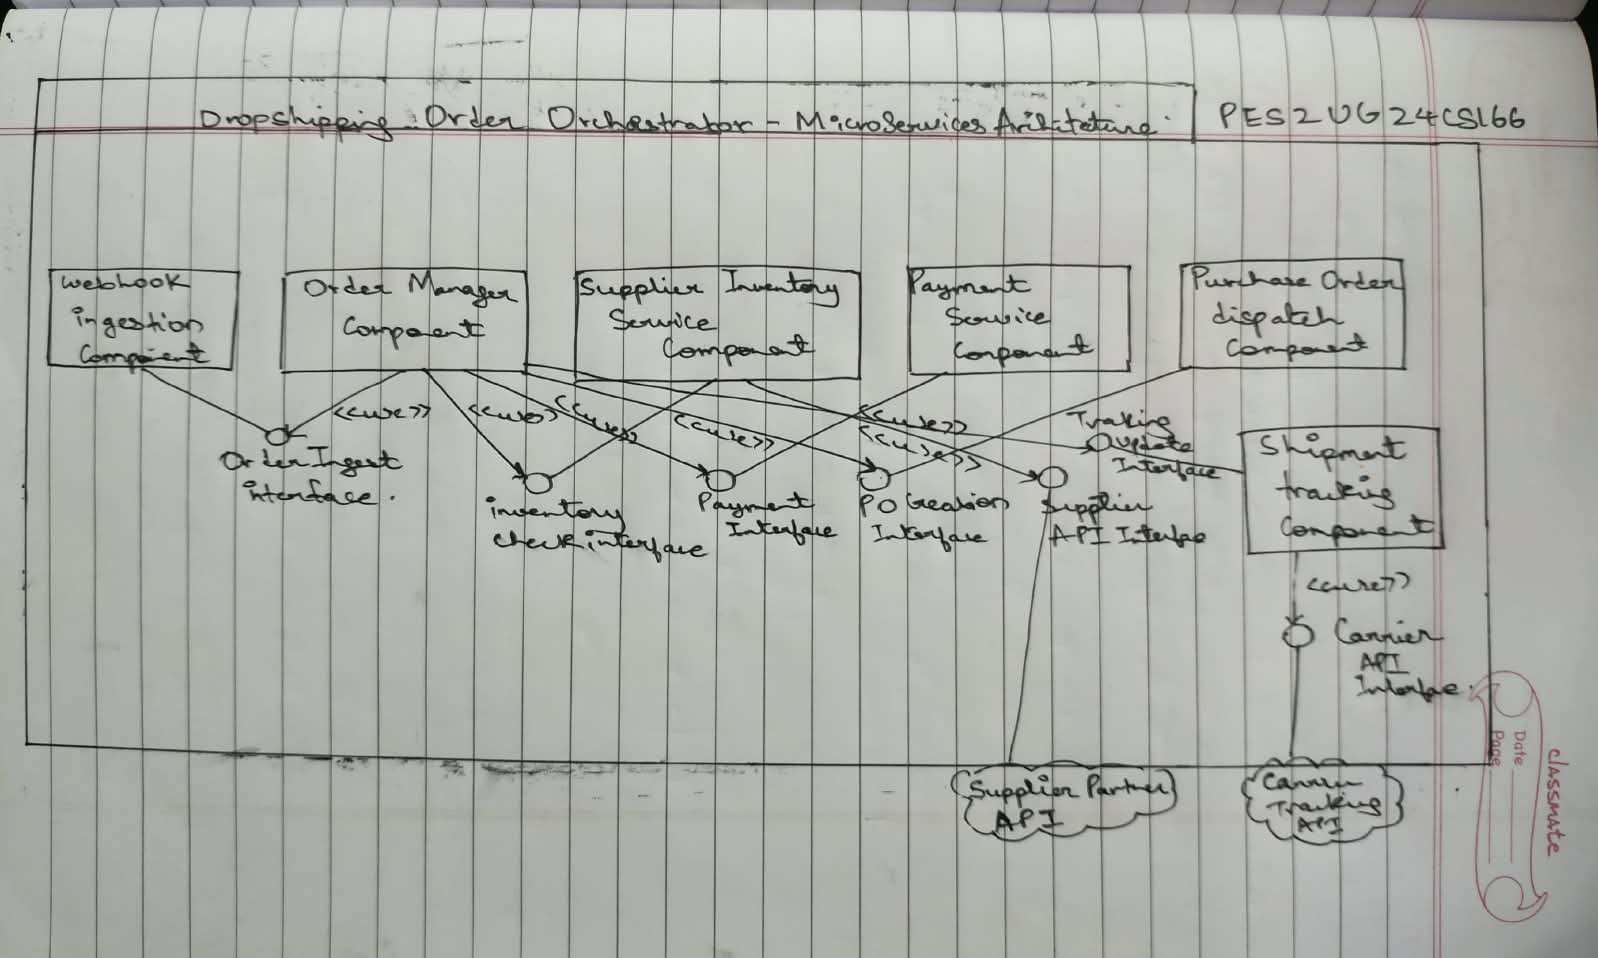 Dropshipping Order Orchestrator - MicroServices Arihitetune.
PES2UG24CS166
Webhook
ingestion
Component
Order Manager
Component
Supplier Inventory
Service
Component
Payment
Service
Conponent
Purchase Order
dispatch
Component
<<use>>
<<use>>
<<use>>
<<use>>
<<use>>
<<use>>
Traking
update
Interface
Shipment
tracking
Component
Order Ingest
interface.
inventory
check interface
Payment
Interface
PO Creation
Interface
Supplier
API Interface
<<use>>
Carrier
API
Interface.
Supplier Partner
API
Carrier
Tracking
API
classmate
Date
Page